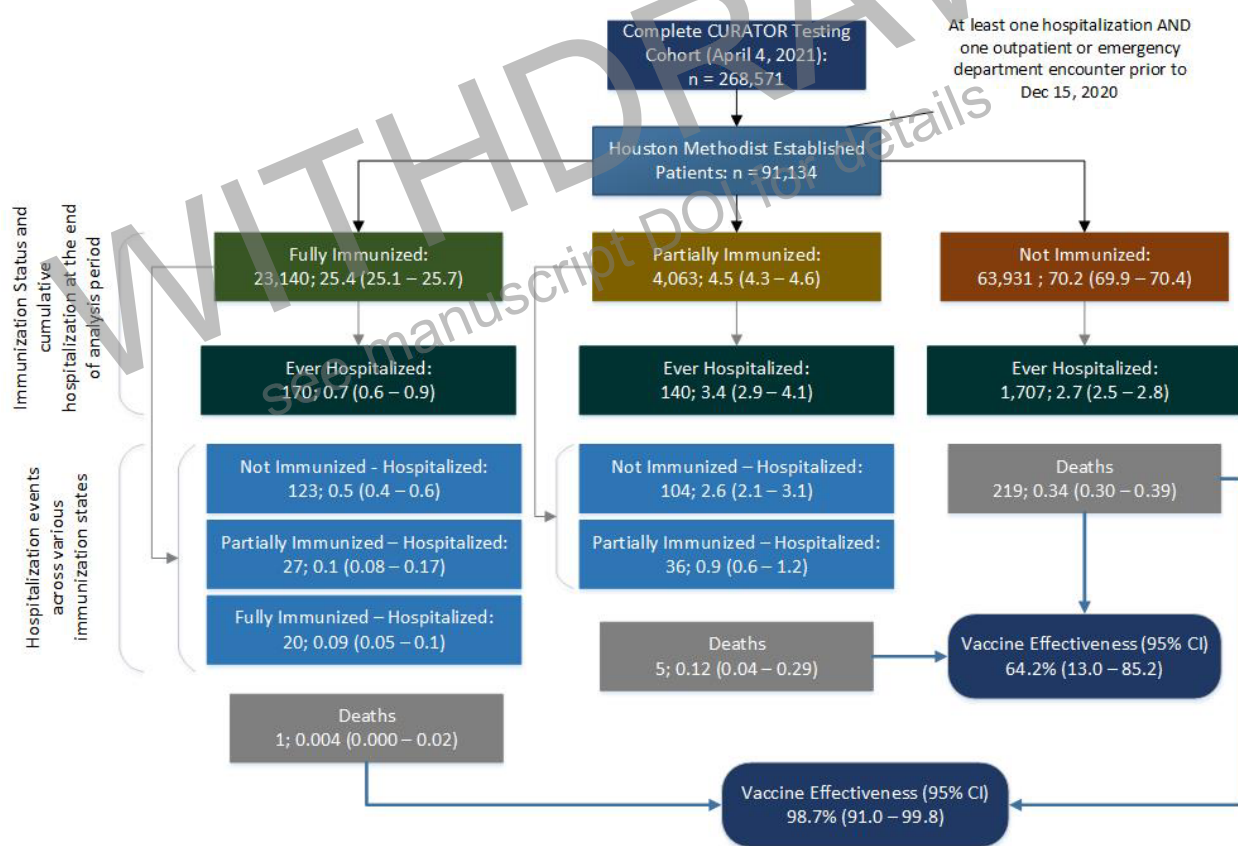 Complete CURATOR Testing
Cohort (April 4, 2021):
n = 268,571
At least one hospitalization AND
one outpatient or emergency
department encounter prior to
Dec 15, 2020
Houston Methodist Established
Patients: n = 91,134
Immunization Status and
cumulative
hospitalization at the end
of analysis period
Fully Immunized:
23,140; 25.4 (25.1 – 25.7)
Partially Immunized:
4,063; 4.5 (4.3 – 4.6)
Not Immunized:
63,931 ; 70.2 (69.9 – 70.4)
Ever Hospitalized:
170; 0.7 (0.6 – 0.9)
Ever Hospitalized:
140; 3.4 (2.9 – 4.1)
Ever Hospitalized:
1,707; 2.7 (2.5 – 2.8)
Hospitalization events
across various
immunization states
Not Immunized - Hospitalized:
123; 0.5 (0.4 – 0.6)
Partially Immunized – Hospitalized:
27; 0.1 (0.08 – 0.17)
Fully Immunized – Hospitalized:
20; 0.09 (0.05 – 0.1)
Not Immunized – Hospitalized:
104; 2.6 (2.1 – 3.1)
Partially Immunized – Hospitalized:
36; 0.9 (0.6 – 1.2)
Deaths
219; 0.34 (0.30 – 0.39)
Deaths
5; 0.12 (0.04 – 0.29)
Vaccine Effectiveness (95% CI)
64.2% (13.0 – 85.2)
Deaths
1; 0.004 (0.000 – 0.02)
Vaccine Effectiveness (95% CI)
98.7% (91.0 – 99.8)
WITHDRAW
see manuscript DOI for details